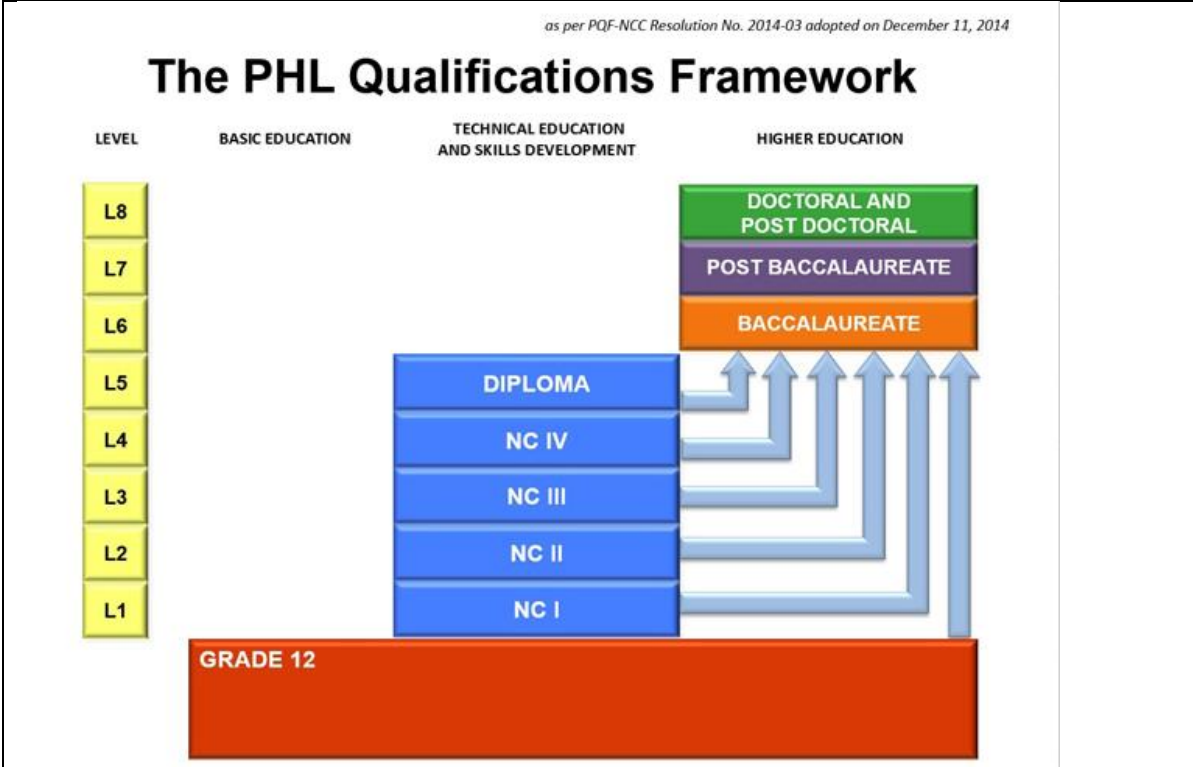 as per PQF-NCC Resolution No. 2014-03 adopted on December 11, 2014
The PHL Qualifications Framework
LEVEL
BASIC EDUCATION
TECHNICAL EDUCATION
AND SKILLS DEVELOPMENT
HIGHER EDUCATION
L8
DOCTORAL AND
POST DOCTORAL
L7
POST BACCALAUREATE
L6
BACCALAUREATE
L5
DIPLOMA
L4
NC IV
L3
NC III
L2
NC II
L1
NC I
GRADE 12